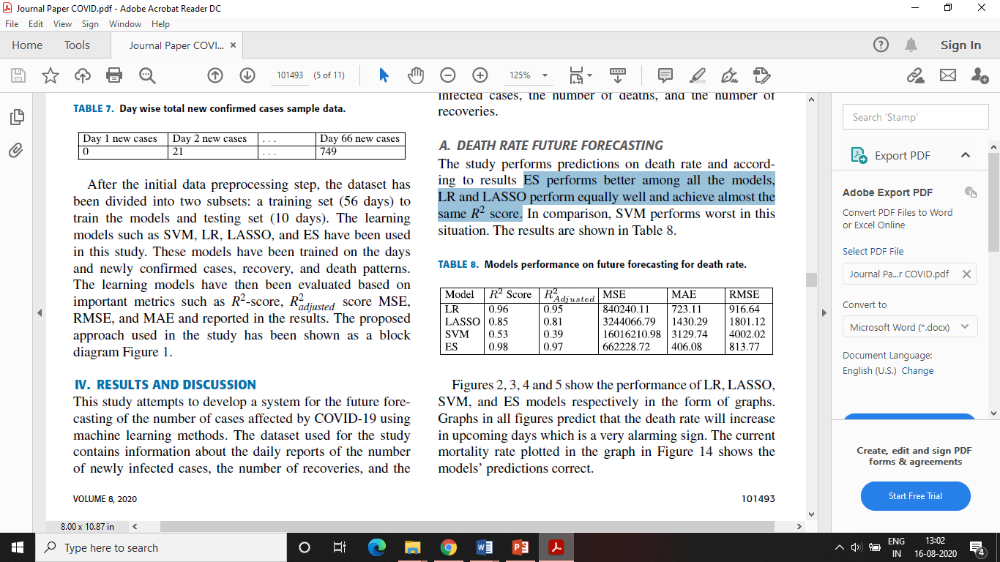 Journal Paper COVID.pdf - Adobe Acrobat Reader DC
File Edit View Sign Window Help
Home Tools Journal Paper COVI... × Sign In
101493 (5 of 11) 125%
TABLE 7. Day wise total new confirmed cases sample data.
Day 1 new cases Day 2 new cases . . . Day 66 new cases
0 21 . . . 749
After the initial data preprocessing step, the dataset has
been divided into two subsets: a training set (56 days) to
train the models and testing set (10 days). The learning
models such as SVM, LR, LASSO, and ES have been used
in this study. These models have been trained on the days
and newly confirmed cases, recovery, and death patterns.
The learning models have then been evaluated based on
important metrics such as R²-score, R²adjusted score MSE,
RMSE, and MAE and reported in the results. The proposed
approach used in the study has been shown as a block
diagram Figure 1.
IV. RESULTS AND DISCUSSION
This study attempts to develop a system for the future fore-
casting of the number of cases affected by COVID-19 using
machine learning methods. The dataset used for the study
contains information about the daily reports of the number
of newly infected cases, the number of recoveries, and the
VOLUME 8, 2020
infected cases, the number of deaths, and the number of
recoveries.
A. DEATH RATE FUTURE FORECASTING
The study performs predictions on death rate and accord-
ing to results ES performs better among all the models,
LR and LASSO perform equally well and achieve almost the
same R² score. In comparison, SVM performs worst in this
situation. The results are shown in Table 8.
TABLE 8. Models performance on future forecasting for death rate.
Model R² Score R²Adjusted MSE MAE RMSE
LR 0.96 0.95 840240.11 723.11 916.64
LASSO 0.85 0.81 3244066.79 1430.29 1801.12
SVM 0.53 0.39 16016210.98 3129.74 4002.02
ES 0.98 0.97 662228.72 406.08 813.77
Figures 2, 3, 4 and 5 show the performance of LR, LASSO,
SVM, and ES models respectively in the form of graphs.
Graphs in all figures predict that the death rate will increase
in upcoming days which is a very alarming sign. The current
mortality rate plotted in the graph in Figure 14 shows the
models' predictions correct.
101493
8.00 x 10.87 in
Search 'Stamp'
Export PDF
Adobe Export PDF
Convert PDF Files to Word
or Excel Online
Select PDF File
Journal Pa...r COVID.pdf
Convert to
Microsoft Word (*.docx)
Document Language:
English (U.S.) Change
Create, edit and sign PDF
forms & agreements
Start Free Trial
Type here to search
ENG
IN
13:02
16-08-2020
4